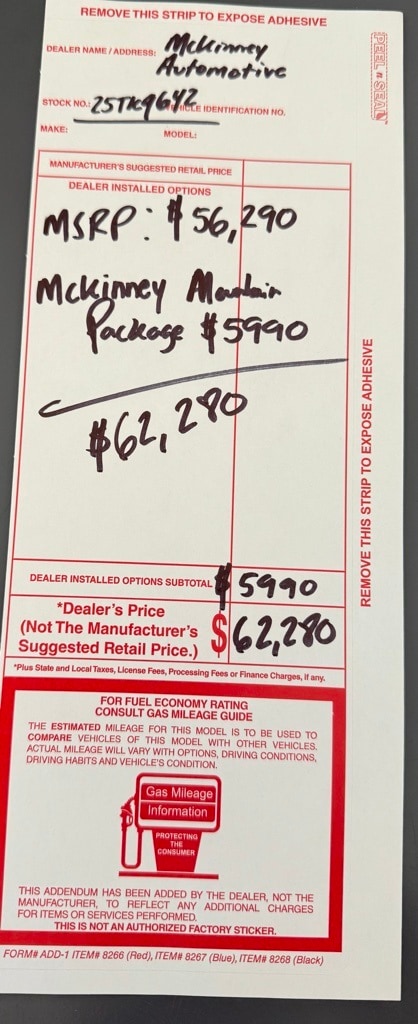 REMOVE THIS STRIP TO EXPOSE ADHESIVE
PEEL n SEAL
DEALER NAME / ADDRESS: McKinney
Automotive
STOCK NO.: 25TK9642 VEHICLE IDENTIFICATION NO.
MAKE: MODEL:
MANUFACTURER'S SUGGESTED RETAIL PRICE
DEALER INSTALLED OPTIONS
MSRP: $56,290
McKinney Mountain
Package $5990
$62,280
REMOVE THIS STRIP TO EXPOSE ADHESIVE
DEALER INSTALLED OPTIONS SUBTOTAL $5990
*Dealer's Price
(Not The Manufacturer's
Suggested Retail Price.) $62,280
*Plus State and Local Taxes, License Fees, Processing Fees or Finance Charges, if any.
FOR FUEL ECONOMY RATING
CONSULT GAS MILEAGE GUIDE
THE ESTIMATED MILEAGE FOR THIS MODEL IS TO BE USED TO
COMPARE VEHICLES OF THIS MODEL WITH OTHER VEHICLES.
ACTUAL MILEAGE WILL VARY WITH OPTIONS, DRIVING CONDITIONS,
DRIVING HABITS AND VEHICLE'S CONDITION.
Gas Mileage
Information
PROTECTING
THE
CONSUMER
THIS ADDENDUM HAS BEEN ADDED BY THE DEALER, NOT THE
MANUFACTURER, TO REFLECT ANY ADDITIONAL CHARGES
FOR ITEMS OR SERVICES PERFORMED.
THIS IS NOT AN AUTHORIZED FACTORY STICKER.
FORM# ADD-1 ITEM# 8266 (Red), ITEM# 8267 (Blue), ITEM# 8268 (Black)